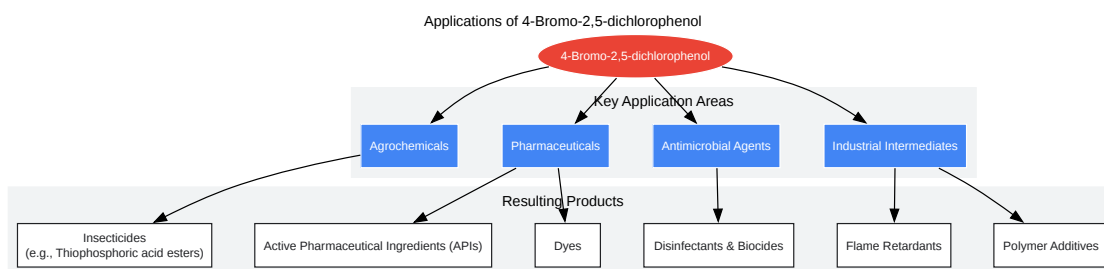 Applications of 4-Bromo-2,5-dichlorophenol
4-Bromo-2,5-dichlorophenol
Key Application Areas
Agrochemicals
Pharmaceuticals
Antimicrobial Agents
Industrial Intermediates
Resulting Products
Insecticides
(e.g., Thiophosphoric acid esters)
Active Pharmaceutical Ingredients (APIs)
Dyes
Disinfectants & Biocides
Flame Retardants
Polymer Additives